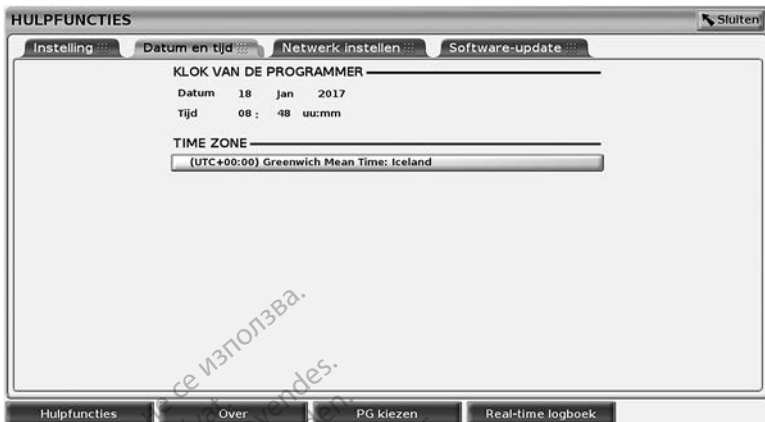 HULPFUNCTIES
Sluiten
Instelling
Datum en tijd
Netwerk instellen
Software-update
KLOK VAN DE PROGRAMMER
Datum 18 Jan 2017
Tijd 08 : 48 uu:mm
TIME ZONE
(UTC+00:00) Greenwich Mean Time: Iceland
се използва.
Hulpfuncties
Over
PG kiezen
Real-time logboek